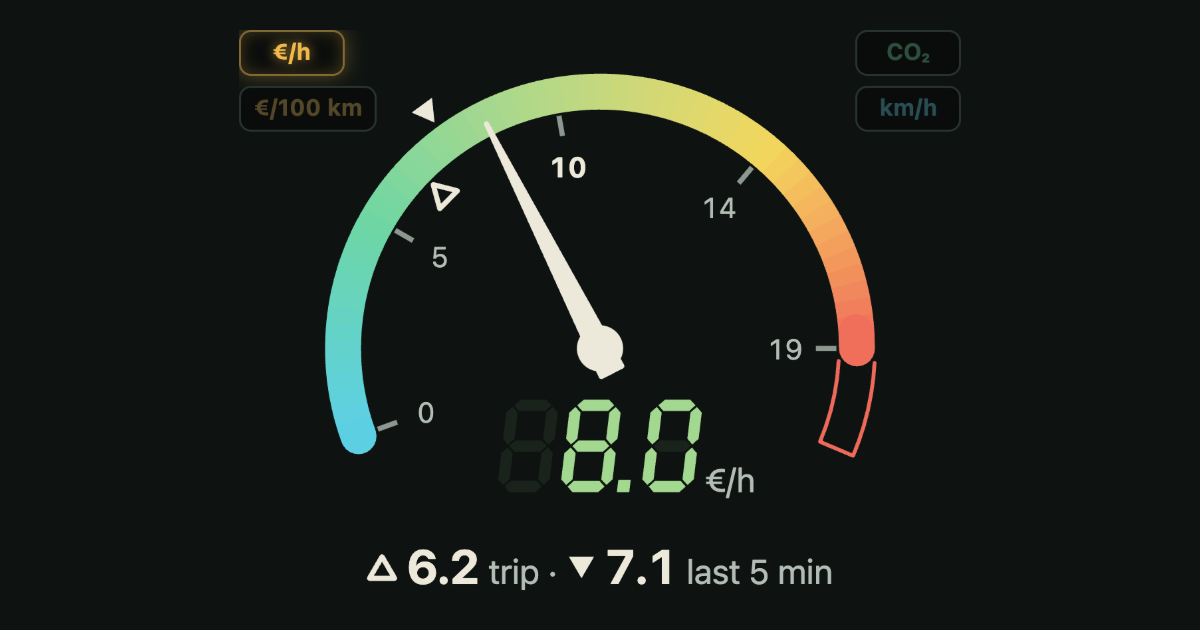 €/h
CO₂
€/100 km
km/h
10
14
5
19
0
8.0 €/h
△ 6.2 trip · ▼ 7.1 last 5 min